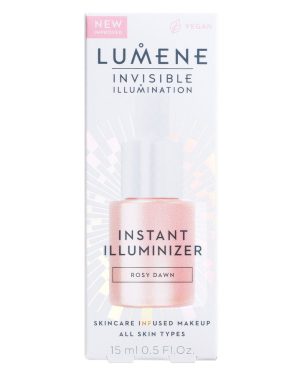 NEW
IMPROVED
VEGAN
LUMENE
INVISIBLE
ILLUMINATION
INSTANT
ILLUMINIZER
ROSY DAWN
SKINCARE INFUSED MAKEUP
ALL SKIN TYPES
15 ml 0.5 Fl.Oz.